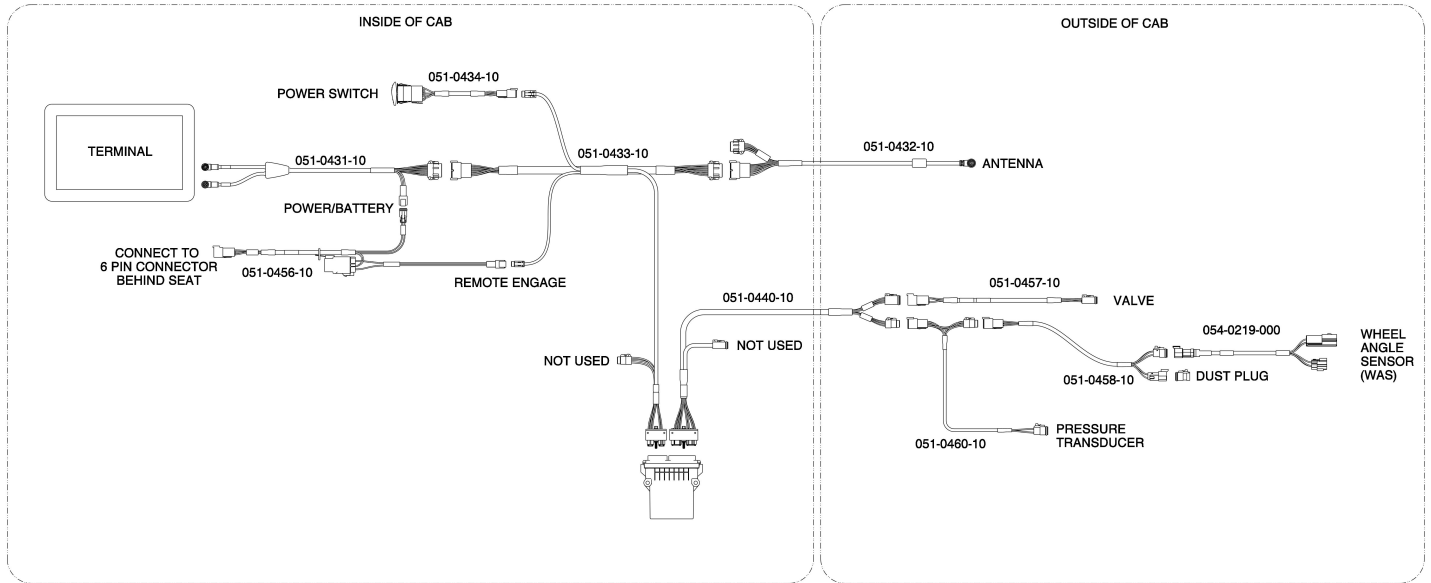 INSIDE OF CAB
OUTSIDE OF CAB
051-0434-10
POWER SWITCH
TERMINAL
051-0431-10
051-0433-10
051-0432-10
ANTENNA
POWER/BATTERY
CONNECT TO
6 PIN CONNECTOR
BEHIND SEAT
051-0456-10
REMOTE ENGAGE
051-0440-10
051-0457-10
VALVE
NOT USED
NOT USED
054-0219-000
WHEEL
ANGLE
SENSOR
(WAS)
051-0458-10
DUST PLUG
051-0460-10
PRESSURE
TRANSDUCER